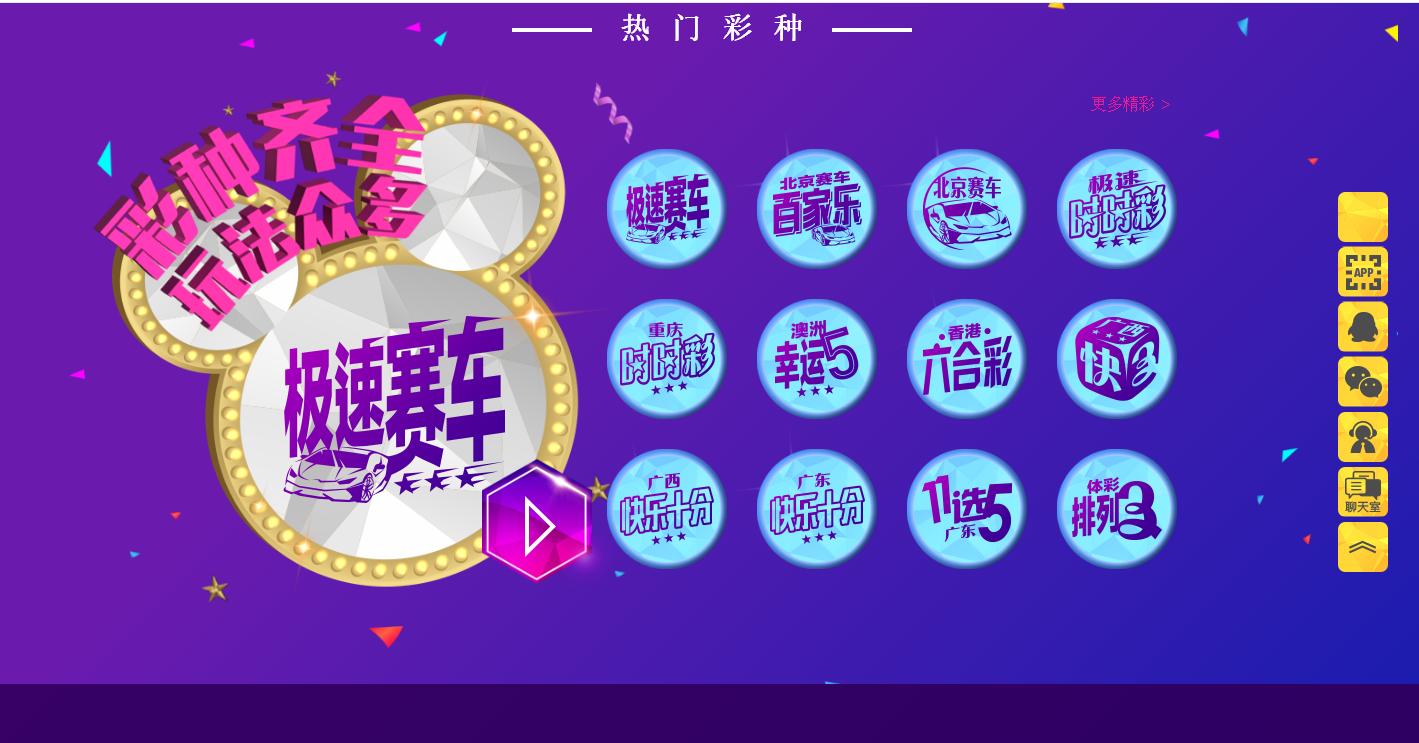 热门彩种
更多精彩 >
彩种齐全
玩法众多
极速赛车
极速赛车
北京赛车
百家乐
北京赛车
极速
时时彩
重庆
时时彩
澳洲
幸运5
·香港·
六合彩
广西
快3
广西
快乐十分
广东
快乐十分
11选5
广东
体彩
排列3
APP
聊天室